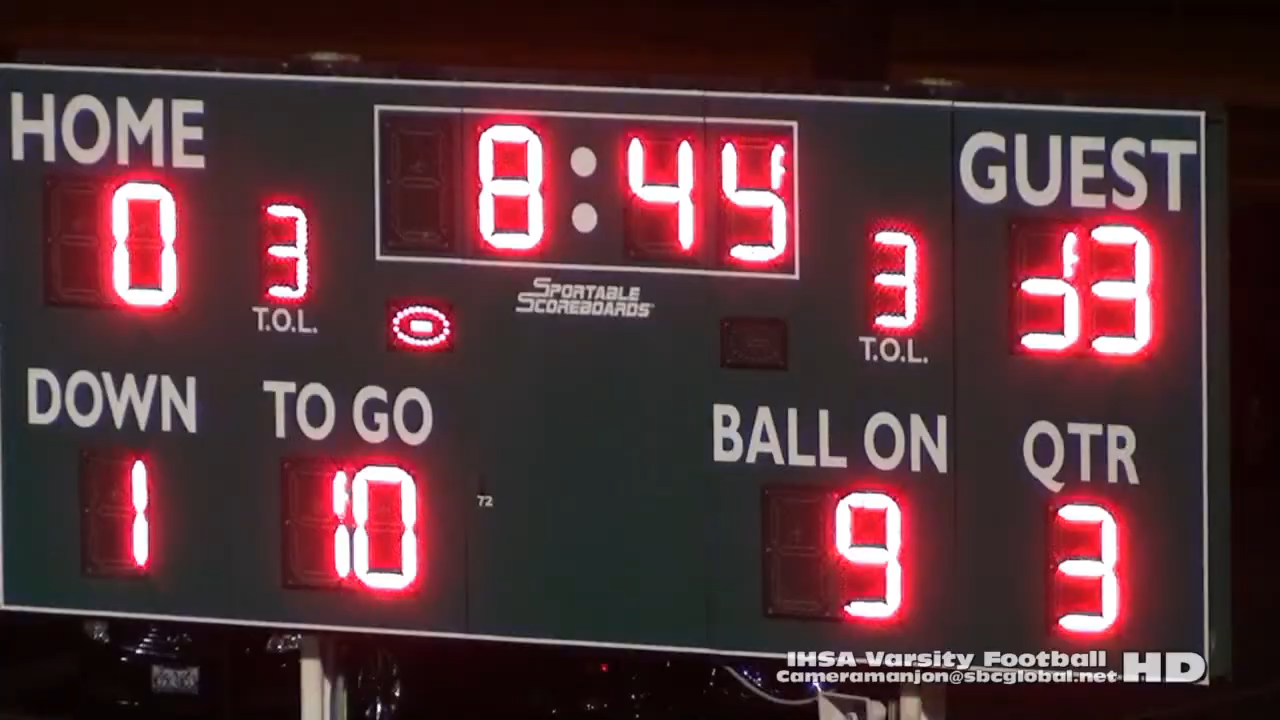 HOME 8:45 GUEST
0 3 3 33
T.O.L. T.O.L.
SPORTABLE
SCOREBOARDS
DOWN TO GO BALL ON QTR
1 10 9 3
72
IHSA Varsity Football HD
Cameramanjon@sbcglobal.net